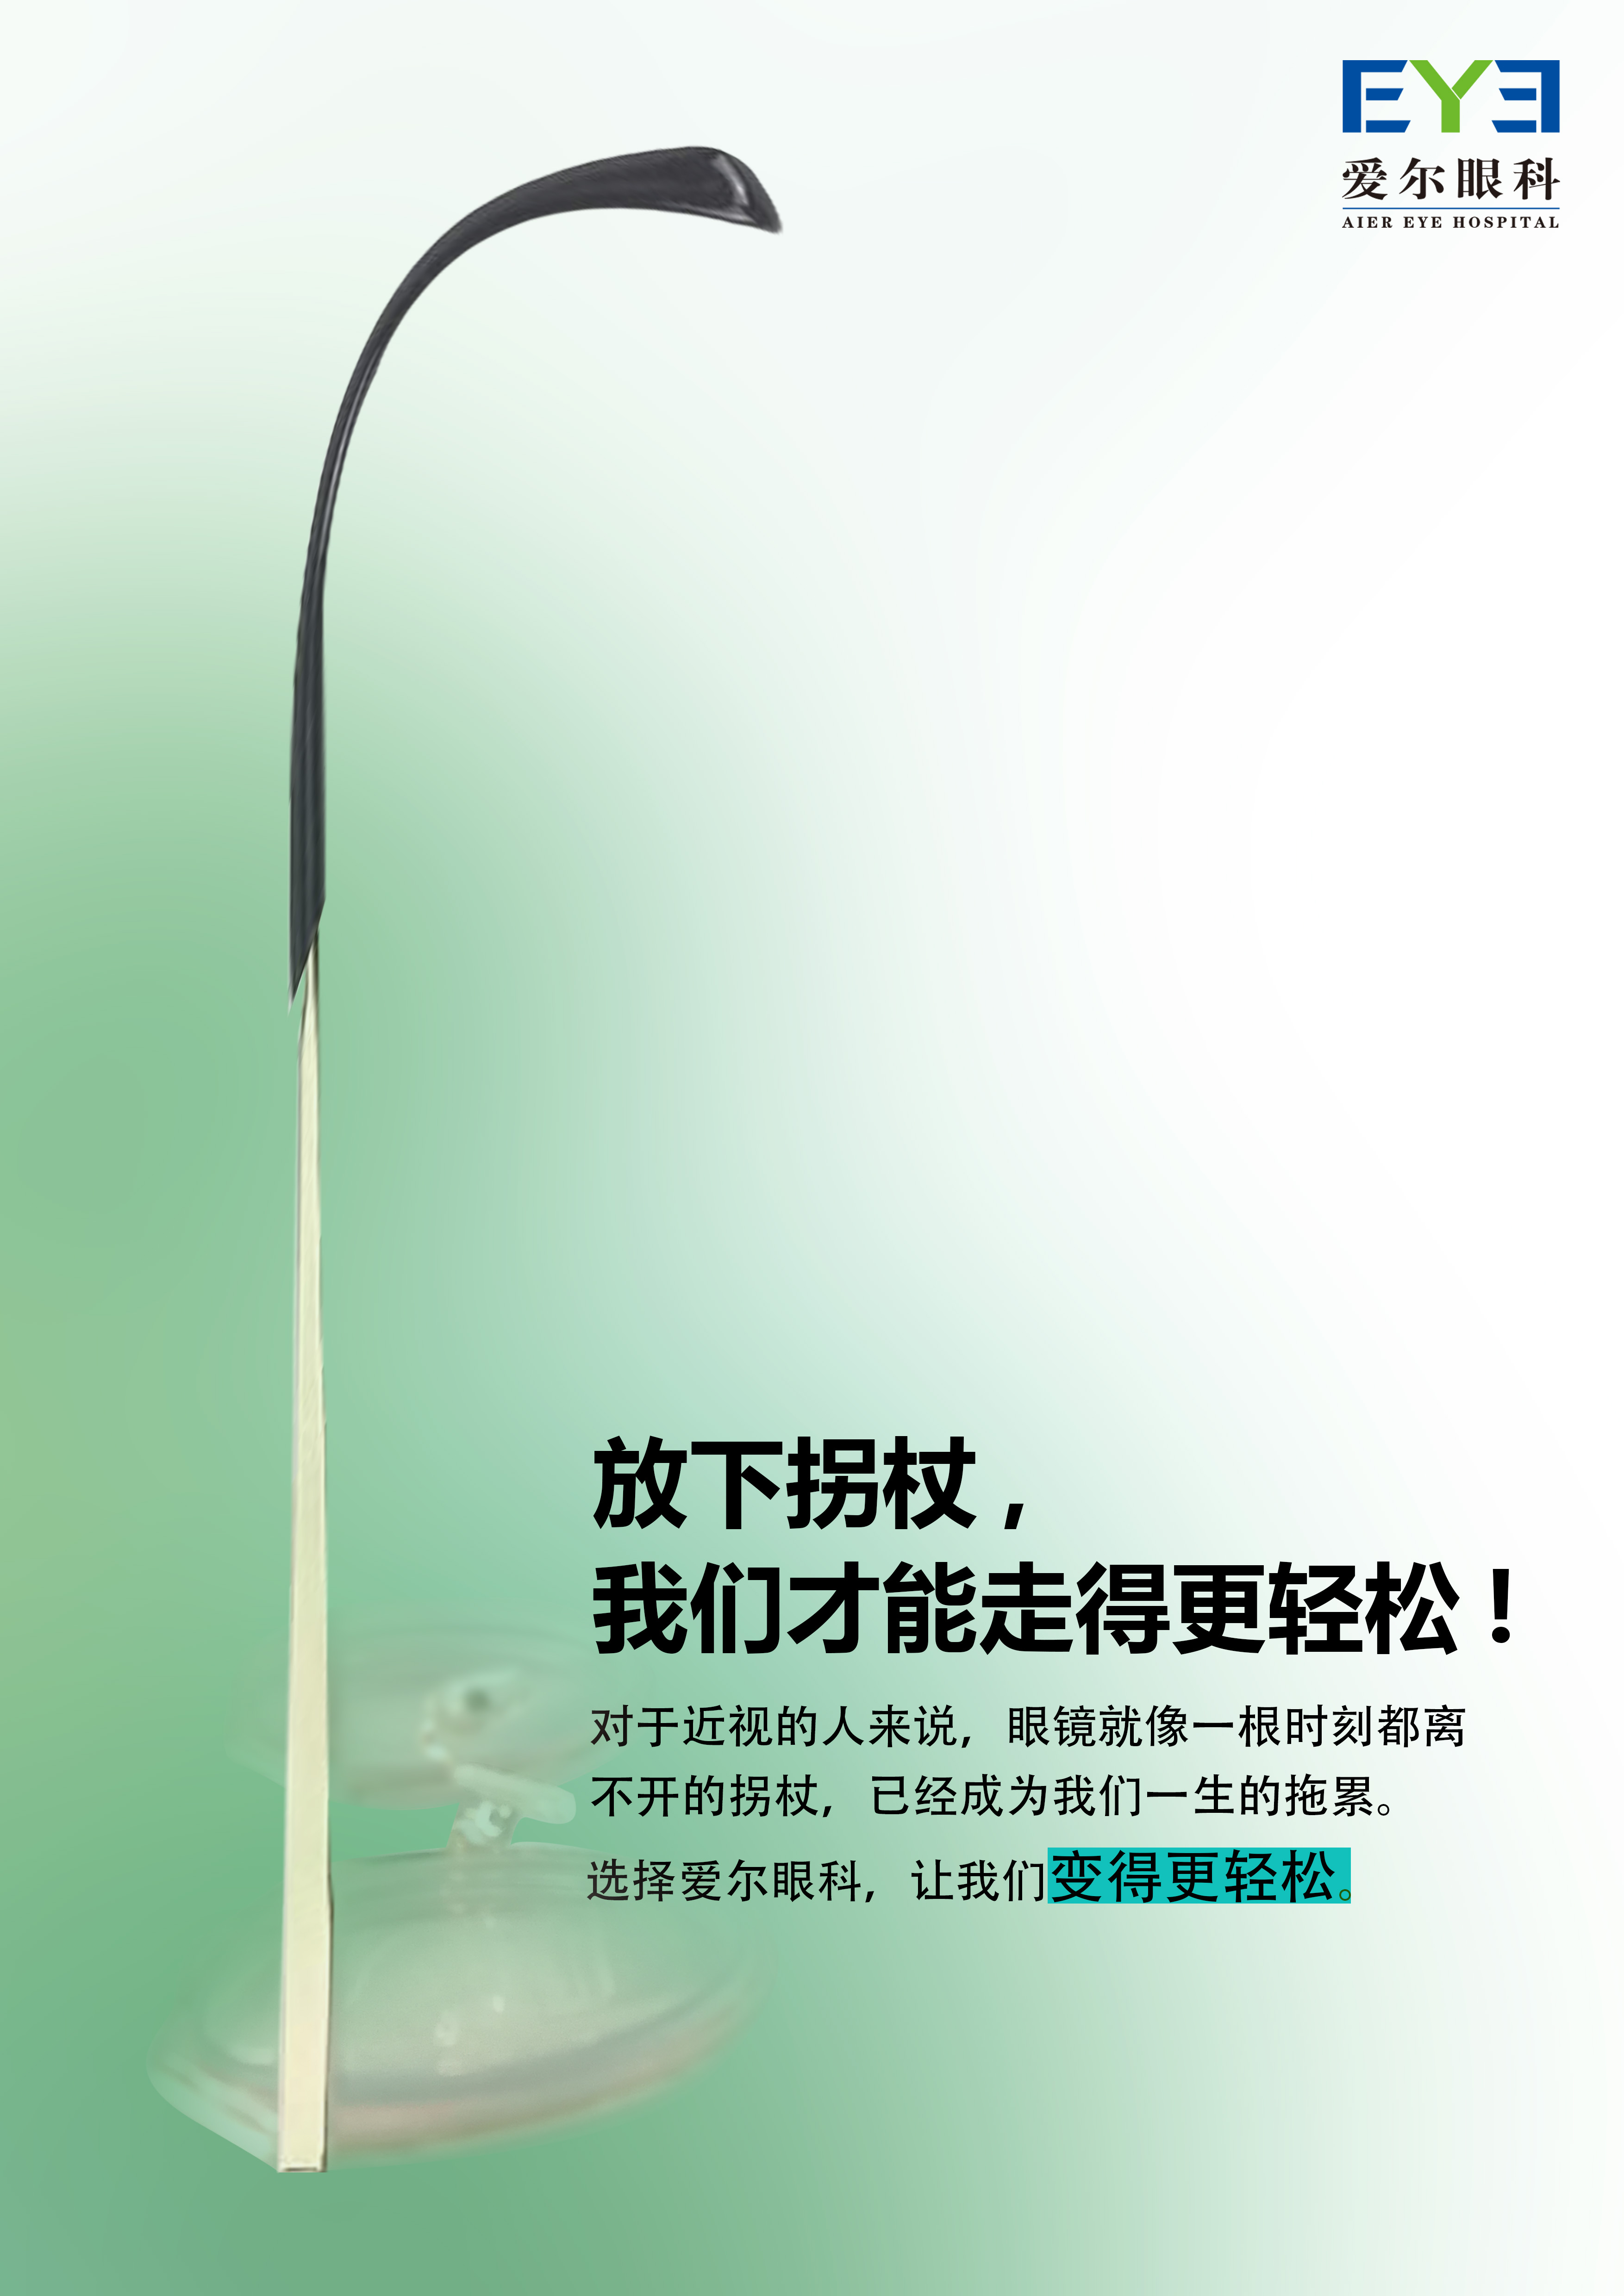 EYE
爱尔眼科
AIER EYE HOSPITAL
放下拐杖，
我们才能走得更轻松！
对于近视的人来说，眼镜就像一根时刻都离
不开的拐杖，已经成为我们一生的拖累。
选择爱尔眼科，让我们变得更轻松。